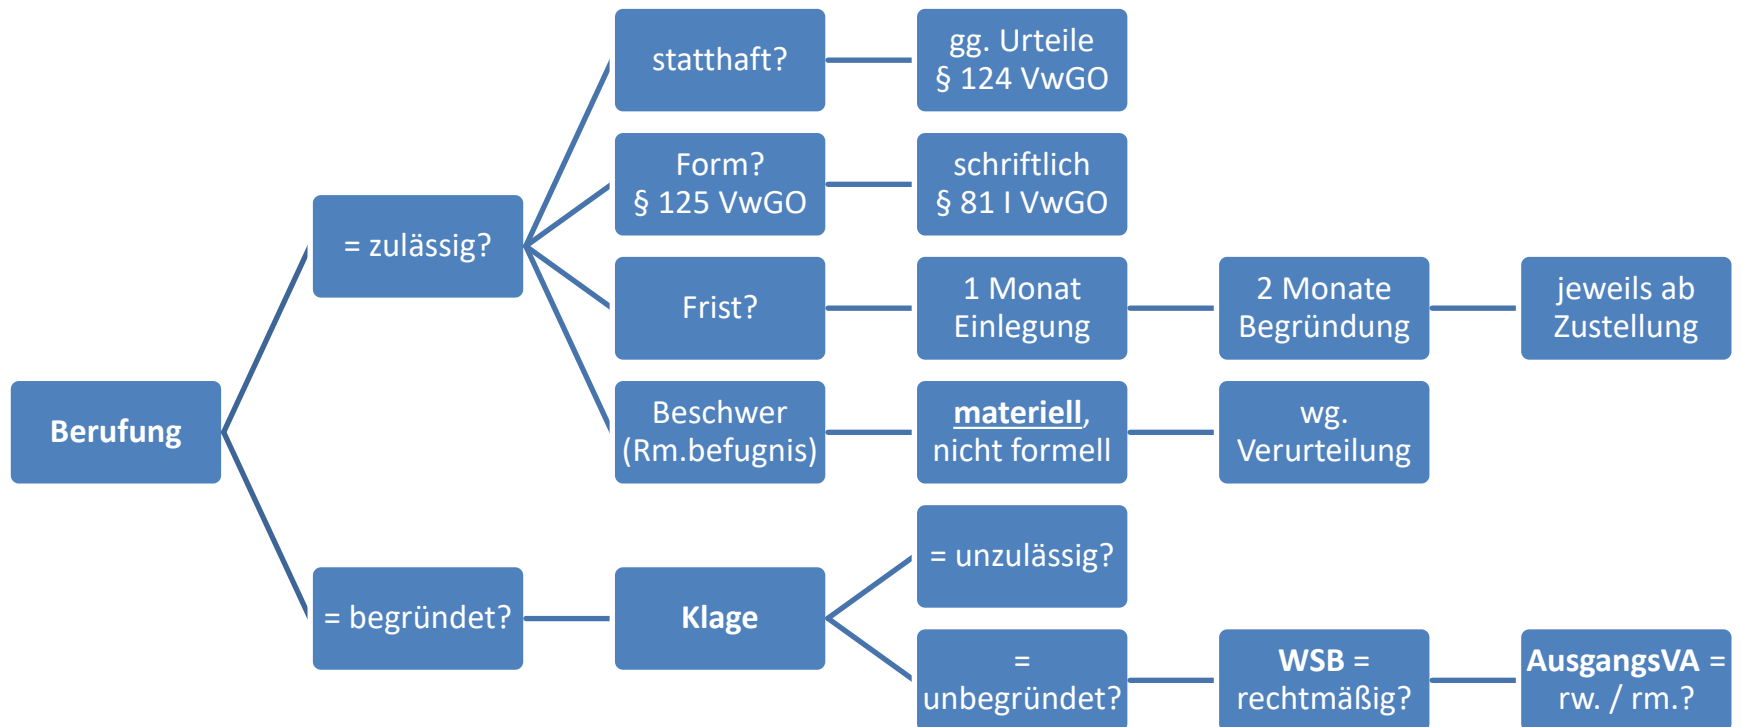 statthaft?
gg. Urteile
§ 124 VwGO
Form?
§ 125 VwGO
schriftlich
§ 81 I VwGO
= zulässig?
Frist?
1 Monat
Einlegung
2 Monate
Begründung
jeweils ab
Zustellung
Berufung
Beschwer
(Rm.befugnis)
materiell,
nicht formell
wg.
Verurteilung
= unzulässig?
= begründet?
Klage
=
unbegründet?
WSB =
rechtmäßig?
AusgangsVA =
rw. / rm.?